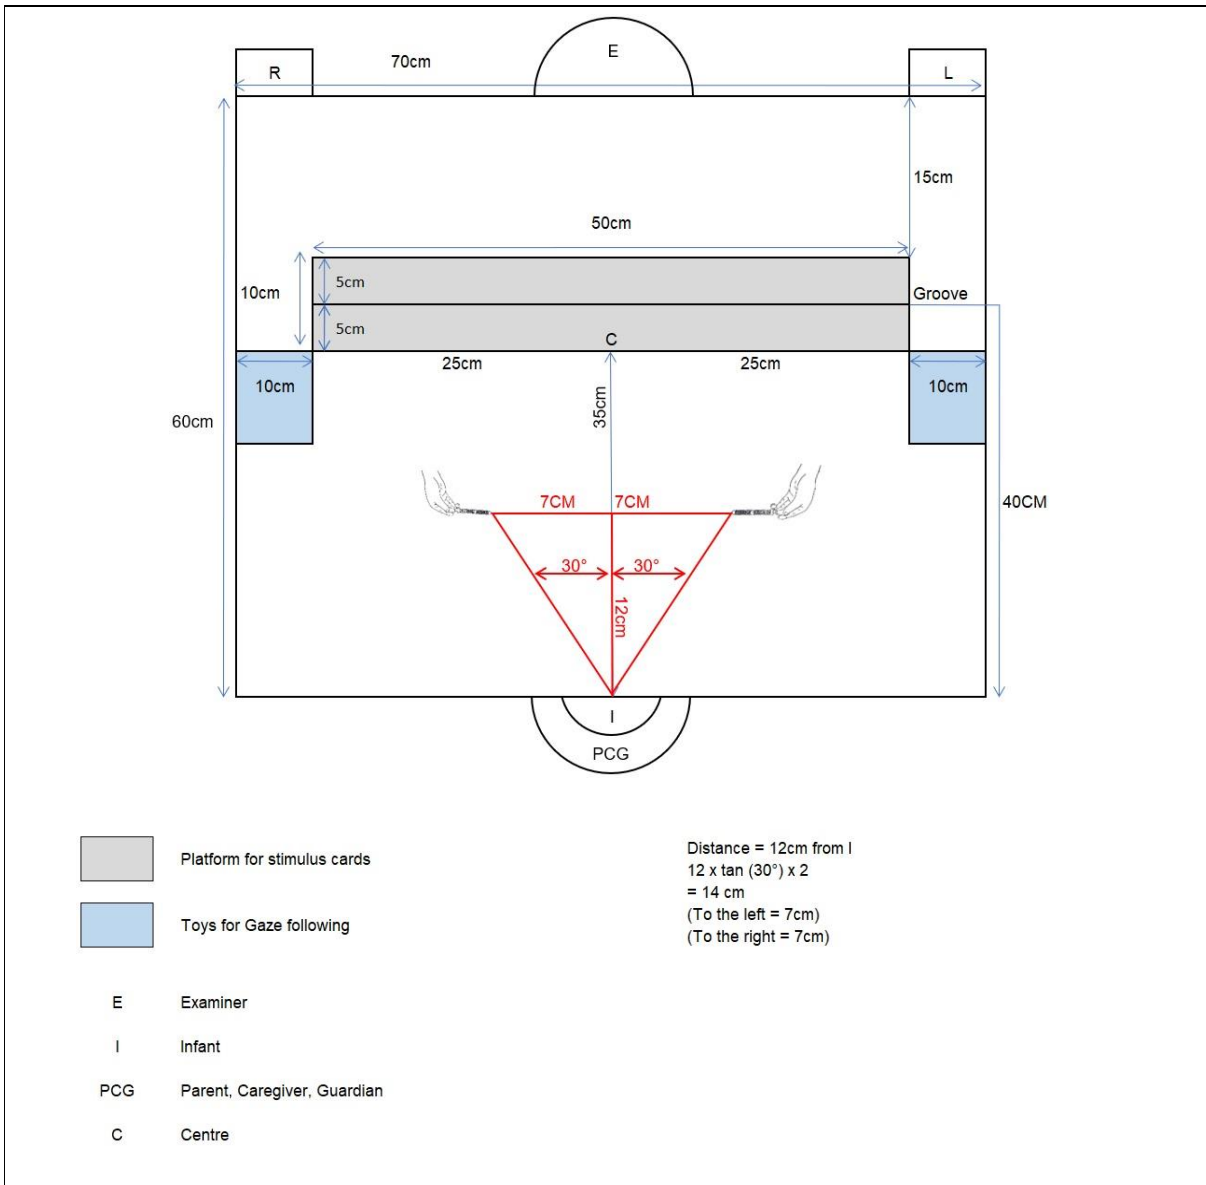 E
R
70cm
L
15cm
50cm
10cm
5cm
Groove
5cm
C
25cm
25cm
10cm
10cm
35cm
60cm
7CM
7CM
40CM
30°
30°
12cm
I
PCG
Platform for stimulus cards
Toys for Gaze following
E Examiner
I Infant
PCG Parent, Caregiver, Guardian
C Centre
Distance = 12cm from I
12 x tan (30°) x 2
= 14 cm
(To the left = 7cm)
(To the right = 7cm)